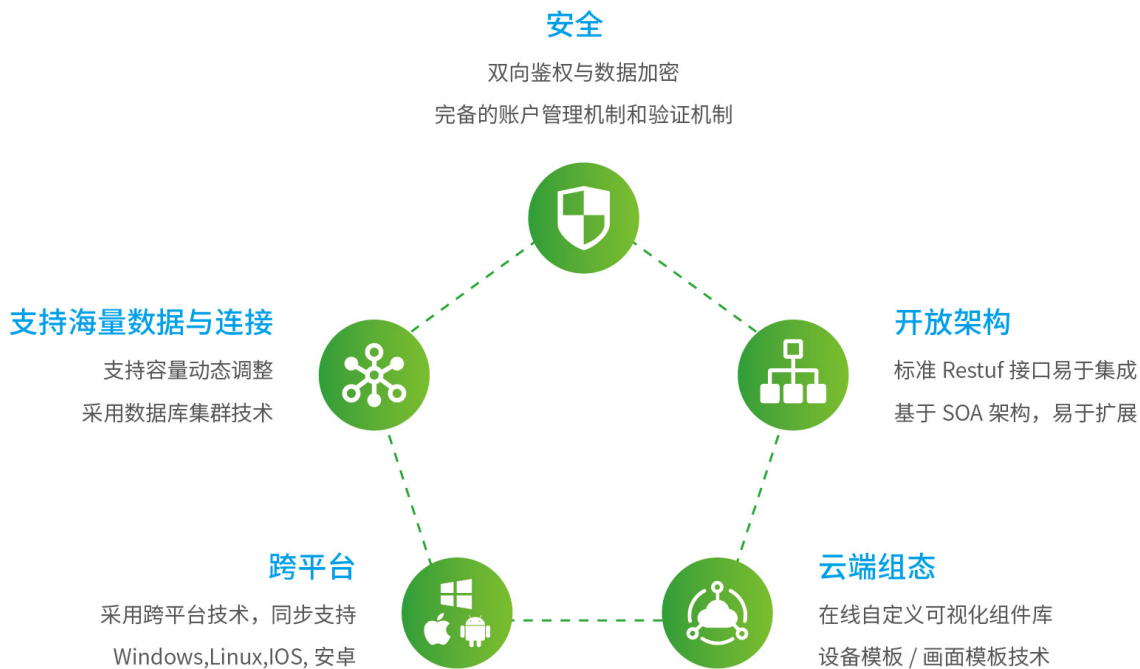 安全
双向鉴权与数据加密
完备的账户管理机制和验证机制
支持海量数据与连接
支持容量动态调整
采用数据库集群技术
开放架构
标准 Restuf 接口易于集成
基于 SOA 架构，易于扩展
跨平台
采用跨平台技术，同步支持
Windows,Linux,IOS, 安卓
云端组态
在线自定义可视化组件库
设备模板 / 画面模板技术